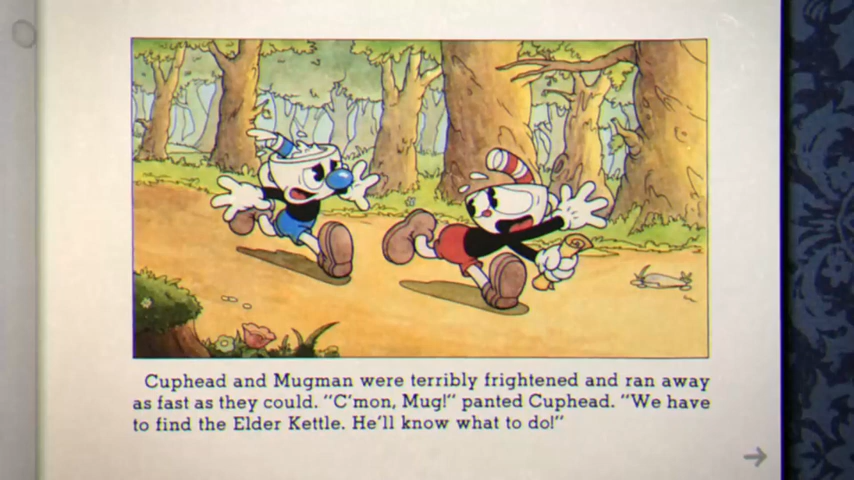 Cuphead and Mugman were terribly frightened and ran away
as fast as they could. "C'mon, Mug!" panted Cuphead. "We have
to find the Elder Kettle. He'll know what to do!"